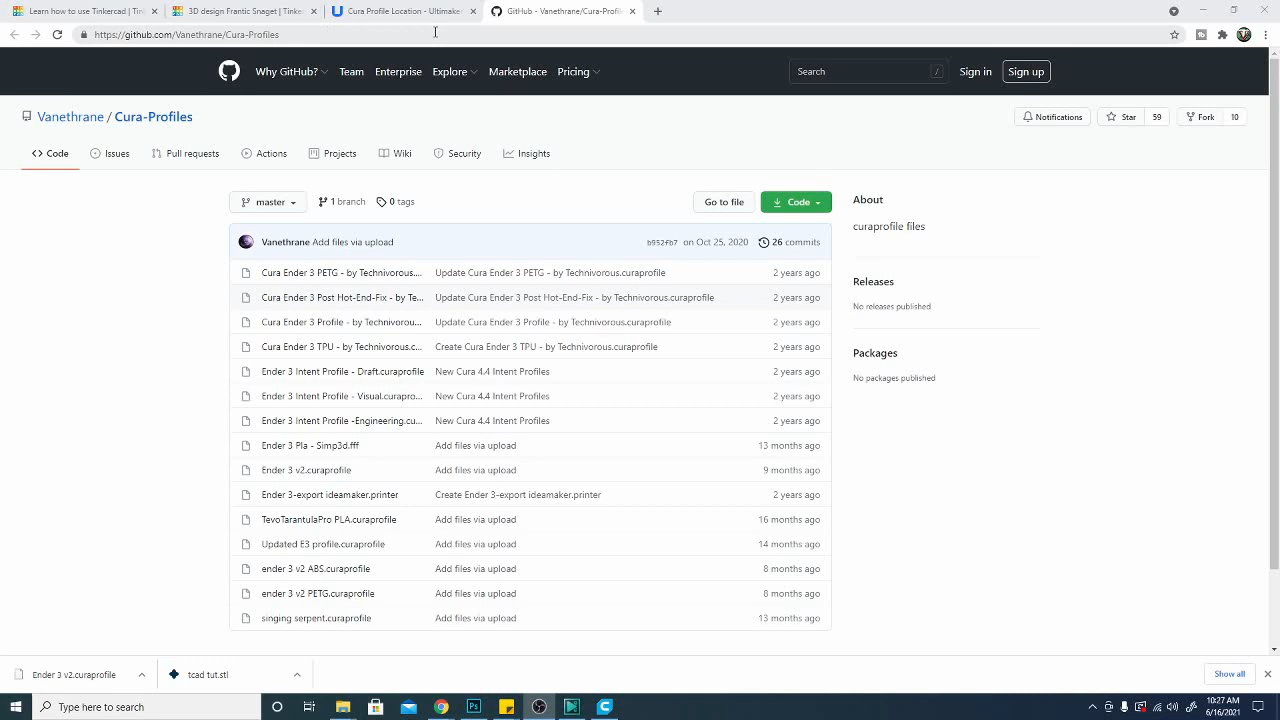 Learn how to use Tinkercad | Tink
3D design Frantic Snaget | Tinker
Cura Profile Location - Ultimaker
GitHub - Vanethrane/Cura-Profile
https://github.com/Vanethrane/Cura-Profiles
Why GitHub? Team Enterprise Explore Marketplace Pricing Search / Sign in Sign up
Vanethrane / Cura-Profiles
Notifications Star 59 Fork 10
Code Issues Pull requests Actions Projects Wiki Security Insights
master 1 branch 0 tags Go to file Code
About
curaprofile files
Releases
No releases published
Packages
No packages published
Vanethrane Add files via upload b952fb7 on Oct 25, 2020 26 commits
Cura Ender 3 PETG - by Technivorous.... Update Cura Ender 3 PETG - by Technivorous.curaprofile 2 years ago
Cura Ender 3 Post Hot-End-Fix - by Te... Update Cura Ender 3 Post Hot-End-Fix - by Technivorous.curaprofile 2 years ago
Cura Ender 3 Profile - by Technivorou... Update Cura Ender 3 Profile - by Technivorous.curaprofile 2 years ago
Cura Ender 3 TPU - by Technivorous.c... Create Cura Ender 3 TPU - by Technivorous.curaprofile 2 years ago
Ender 3 Intent Profile - Draft.curaprofile New Cura 4.4 Intent Profiles 2 years ago
Ender 3 Intent Profile - Visual.curapro... New Cura 4.4 Intent Profiles 2 years ago
Ender 3 Intent Profile -Engineering.cu... New Cura 4.4 Intent Profiles 2 years ago
Ender 3 Pla - Simp3d.fff Add files via upload 13 months ago
Ender 3 v2.curaprofile Add files via upload 9 months ago
Ender 3-export ideamaker.printer Create Ender 3-export ideamaker.printer 2 years ago
TevoTarantulaPro PLA.curaprofile Add files via upload 16 months ago
Updated E3 profile.curaprofile Add files via upload 14 months ago
ender 3 v2 ABS.curaprofile Add files via upload 8 months ago
ender 3 v2 PETG.curaprofile Add files via upload 8 months ago
singing serpent.curaprofile Add files via upload 13 months ago
Ender 3 v2.curaprofile tcad tut.stl Show all
Type here to search
Ps
10:27 AM
6/16/2021